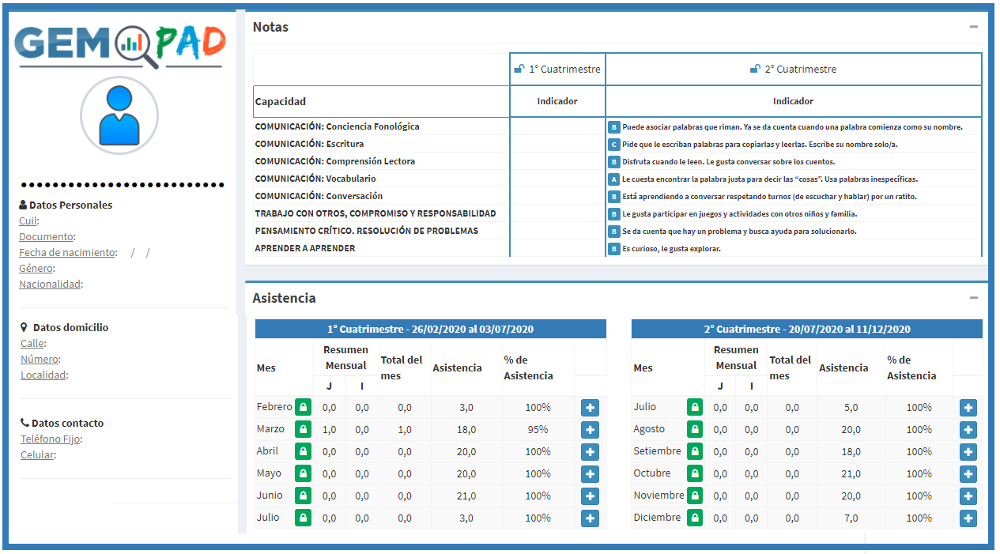 GEMPAD
Datos Personales
Cuil:
Documento:
Fecha de nacimiento: / /
Género:
Nacionalidad:
Datos domicilio
Calle:
Número:
Localidad:
Datos contacto
Teléfono Fijo:
Celular:
Notas
1° Cuatrimestre 2° Cuatrimestre
Capacidad Indicador Indicador
COMUNICACIÓN: Conciencia Fonológica B Puede asociar palabras que riman. Ya se da cuenta cuando una palabra comienza como su nombre.
COMUNICACIÓN: Escritura C Pide que le escriban palabras para copiarlas y leerlas. Escribe su nombre solo/a.
COMUNICACIÓN: Comprensión Lectora B Disfruta cuando le leen. Le gusta conversar sobre los cuentos.
COMUNICACIÓN: Vocabulario A Le cuesta encontrar la palabra justa para decir las “cosas”. Usa palabras inespecíficas.
COMUNICACIÓN: Conversación B Está aprendiendo a conversar respetando turnos (de escuchar y hablar) por un ratito.
TRABAJO CON OTROS, COMPROMISO Y RESPONSABILIDAD B Le gusta participar en juegos y actividades con otros niños y familia.
PENSAMIENTO CRÍTICO. RESOLUCIÓN DE PROBLEMAS B Se da cuenta que hay un problema y busca ayuda para solucionarlo.
APRENDER A APRENDER B Es curioso, le gusta explorar.
Asistencia
1° Cuatrimestre - 26/02/2020 al 03/07/2020
Mes Resumen Mensual Total del mes Asistencia % de Asistencia
J I
Febrero 0,0 0,0 0,0 3,0 100%
Marzo 1,0 0,0 1,0 18,0 95%
Abril 0,0 0,0 0,0 20,0 100%
Mayo 0,0 0,0 0,0 20,0 100%
Junio 0,0 0,0 0,0 21,0 100%
Julio 0,0 0,0 0,0 3,0 100%
2° Cuatrimestre - 20/07/2020 al 11/12/2020
Mes Resumen Mensual Total del mes Asistencia % de Asistencia
J I
Julio 0,0 0,0 0,0 5,0 100%
Agosto 0,0 0,0 0,0 20,0 100%
Setiembre 0,0 0,0 0,0 18,0 100%
Octubre 0,0 0,0 0,0 21,0 100%
Noviembre 0,0 0,0 0,0 20,0 100%
Diciembre 0,0 0,0 0,0 7,0 100%